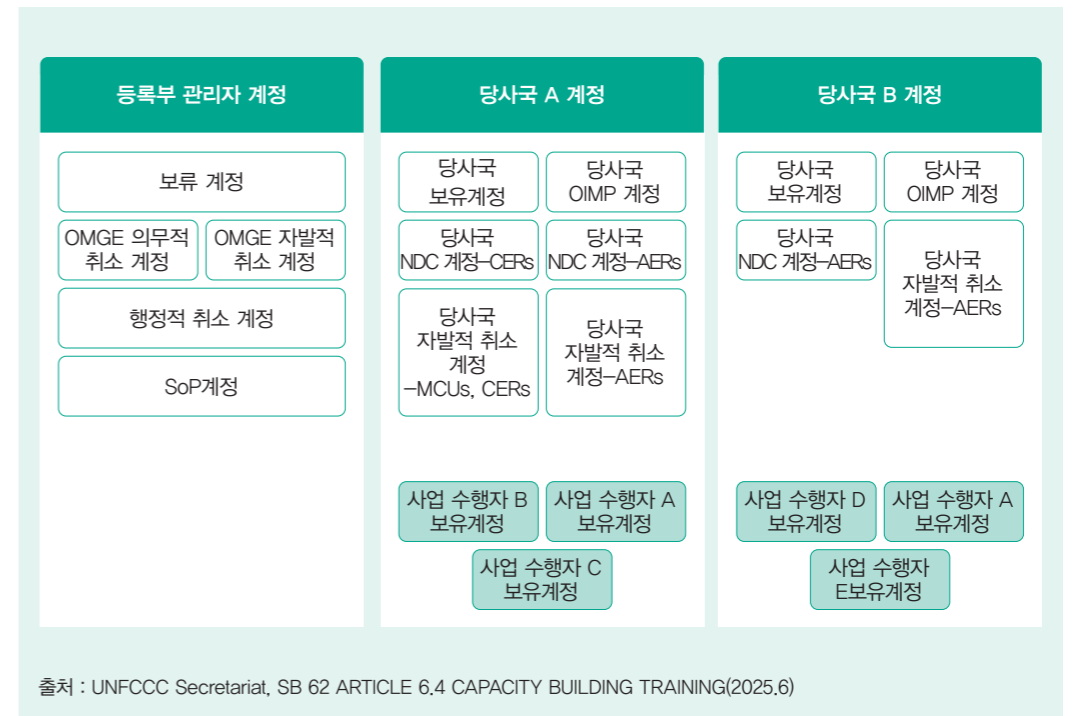 등록부 관리자 계정
보류 계정
OMGE 의무적
취소 계정
OMGE 자발적
취소 계정
행정적 취소 계정
SoP계정
당사국 A 계정
당사국
보유계정
당사국
OIMP 계정
당사국
NDC 계정–CERs
당사국
NDC 계정–AERs
당사국
자발적 취소
계정
–MCUs, CERs
당사국
자발적 취소
계정–AERs
사업 수행자 B
보유계정
사업 수행자 A
보유계정
사업 수행자 C
보유계정
당사국 B 계정
당사국
보유계정
당사국
OIMP 계정
당사국
NDC 계정–AERs
당사국
자발적 취소
계정–AERs
사업 수행자 D
보유계정
사업 수행자 A
보유계정
사업 수행자
E보유계정
출처 : UNFCCC Secretariat, SB 62 ARTICLE 6.4 CAPACITY BUILDING TRAINING(2025.6)